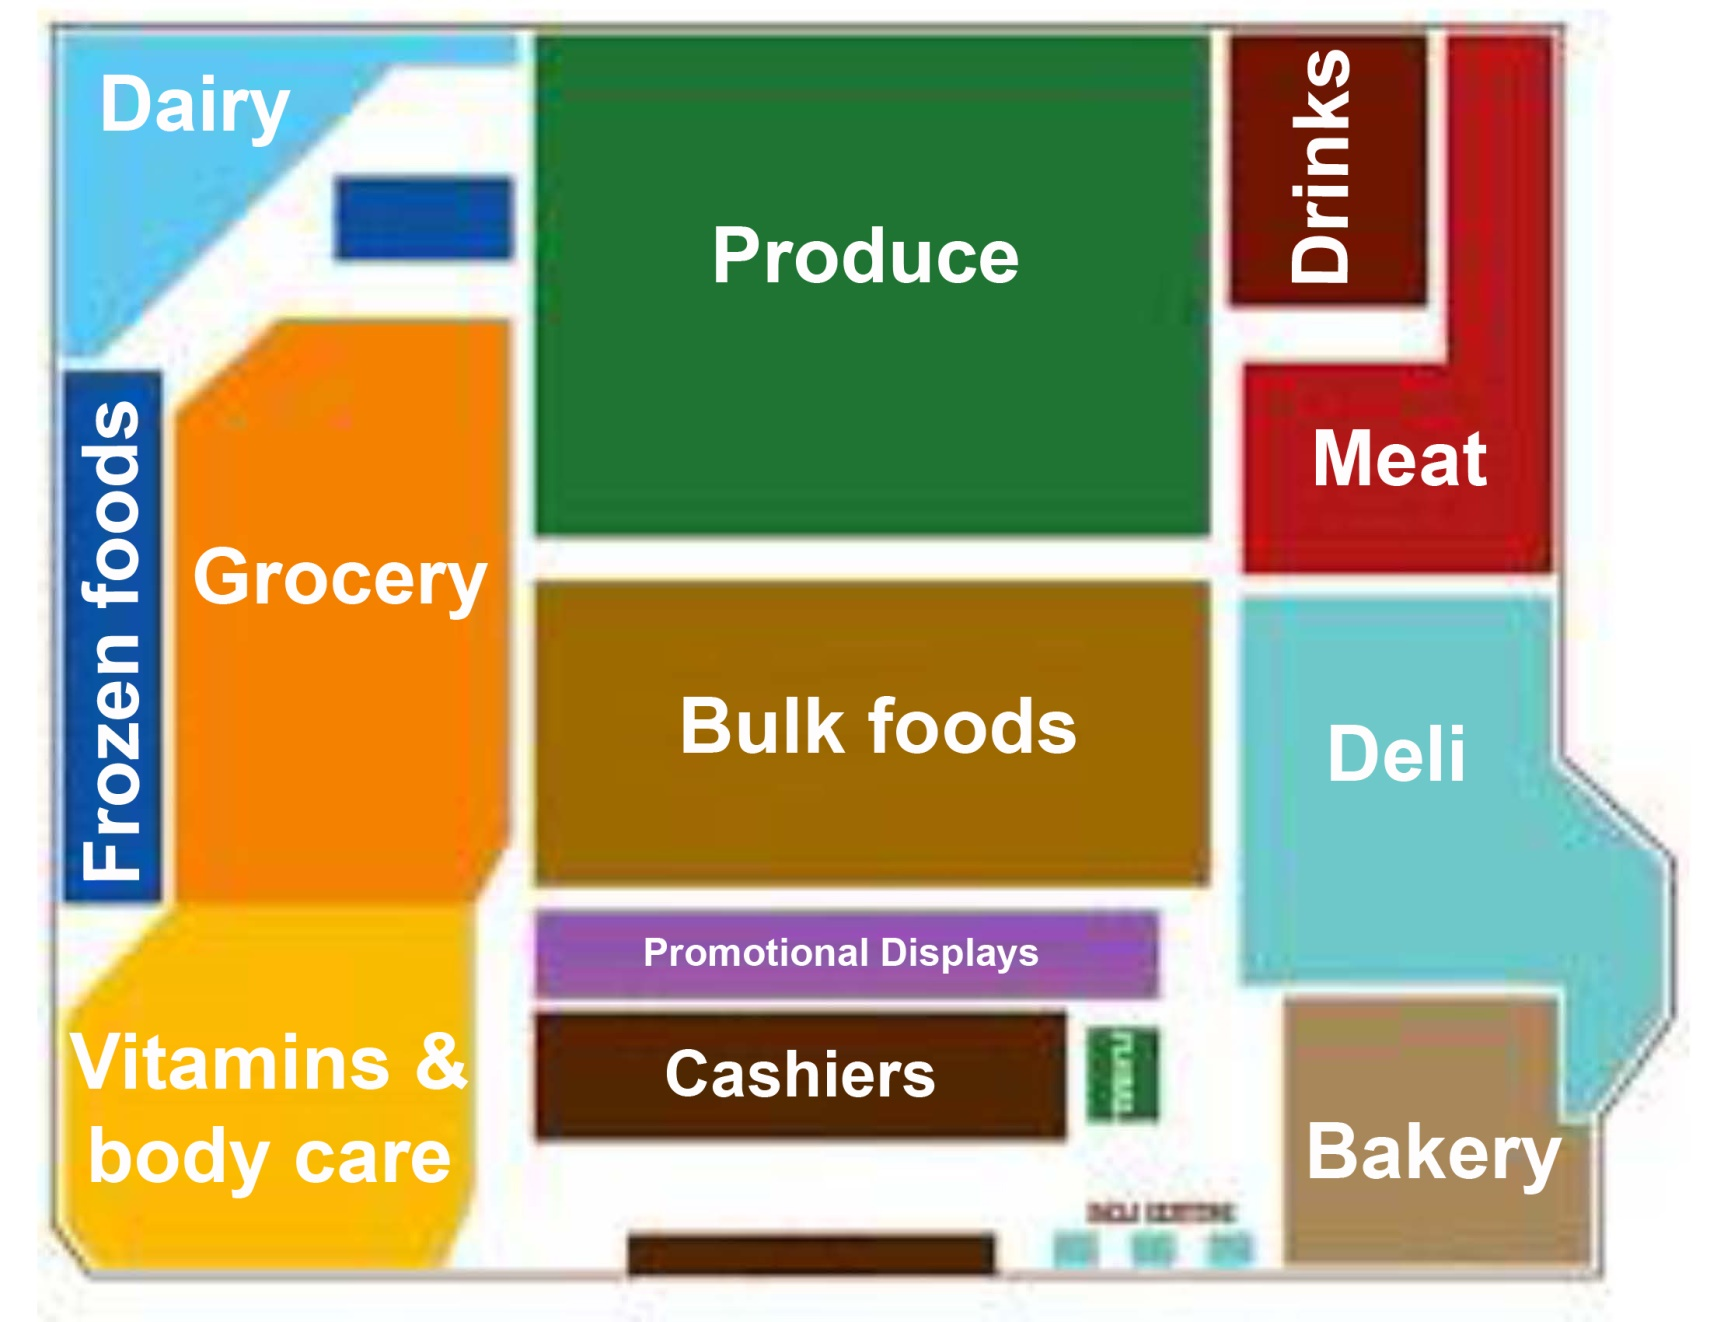 Dairy
Produce
Drinks
Meat
Frozen foods
Grocery
Bulk foods
Deli
Promotional Displays
Vitamins &
body care
Cashiers
Bakery